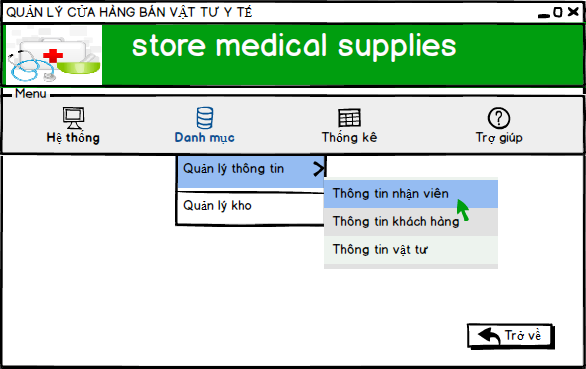 QUẢN LÝ CỬA HÀNG BÁN VẬT TƯ Y TẾ
store medical supplies
Menu
Hệ thống
Danh mục
Thống kê
Trợ giúp
Quản lý thông tin
Quản lý kho
Thông tin nhận viên
Thông tin khách hàng
Thông tin vật tư
Trở về